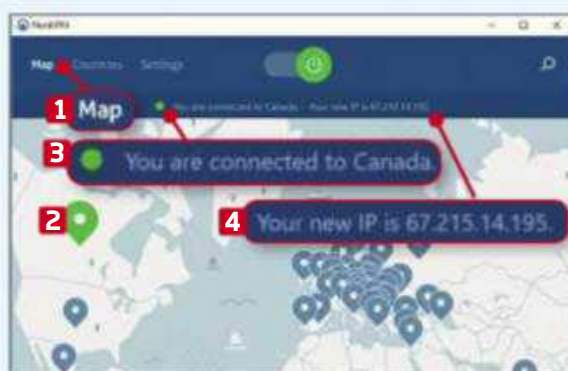 NordVPN
Map Countries Settings
You are connected to Canada. Your new IP is 67.215.14.195.
1 Map
3 You are connected to Canada.
2
4 Your new IP is 67.215.14.195.